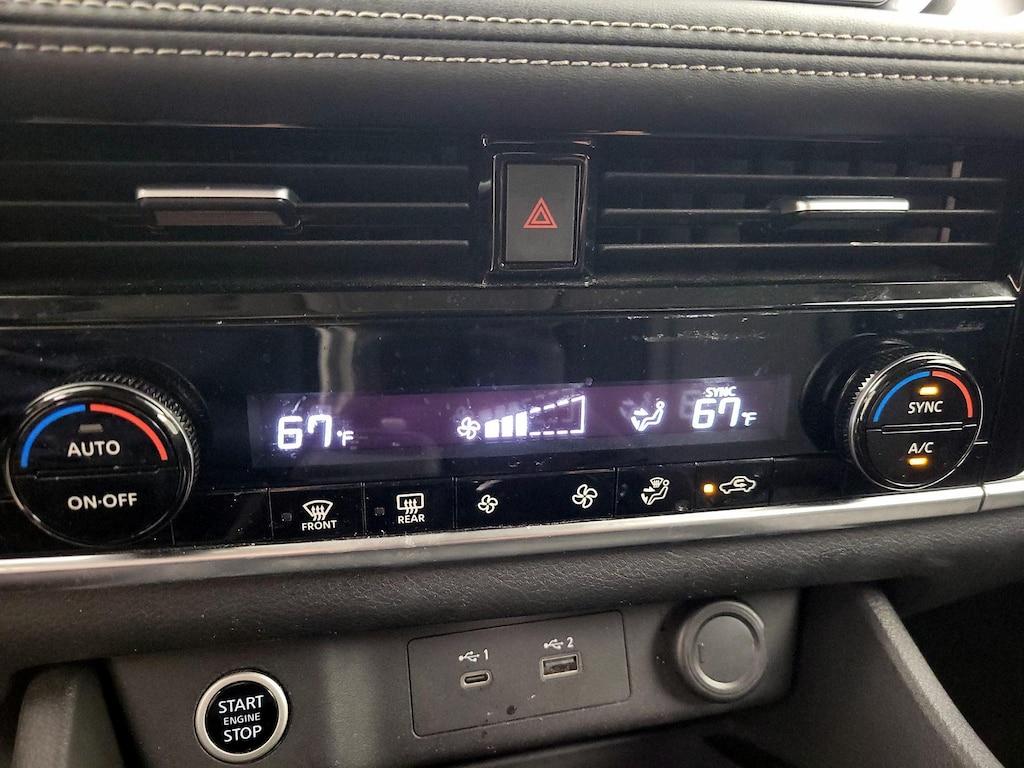 SYNC
67°F
67°F
AUTO
ON·OFF
SYNC
A/C
FRONT
REAR
1
2
START
ENGINE
STOP